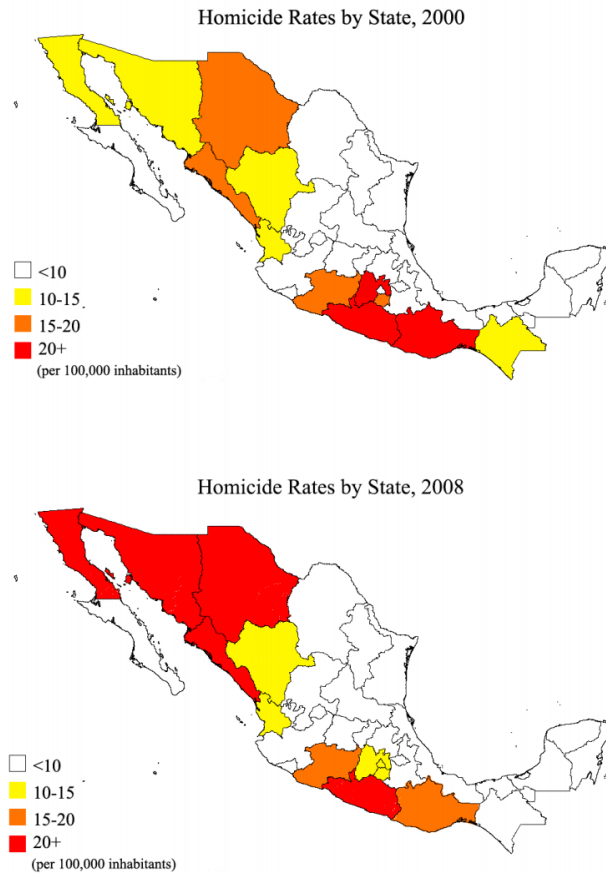 Homicide Rates by State, 2000
<10
10-15
15-20
20+
(per 100,000 inhabitants)
Homicide Rates by State, 2008
<10
10-15
15-20
20+
(per 100,000 inhabitants)